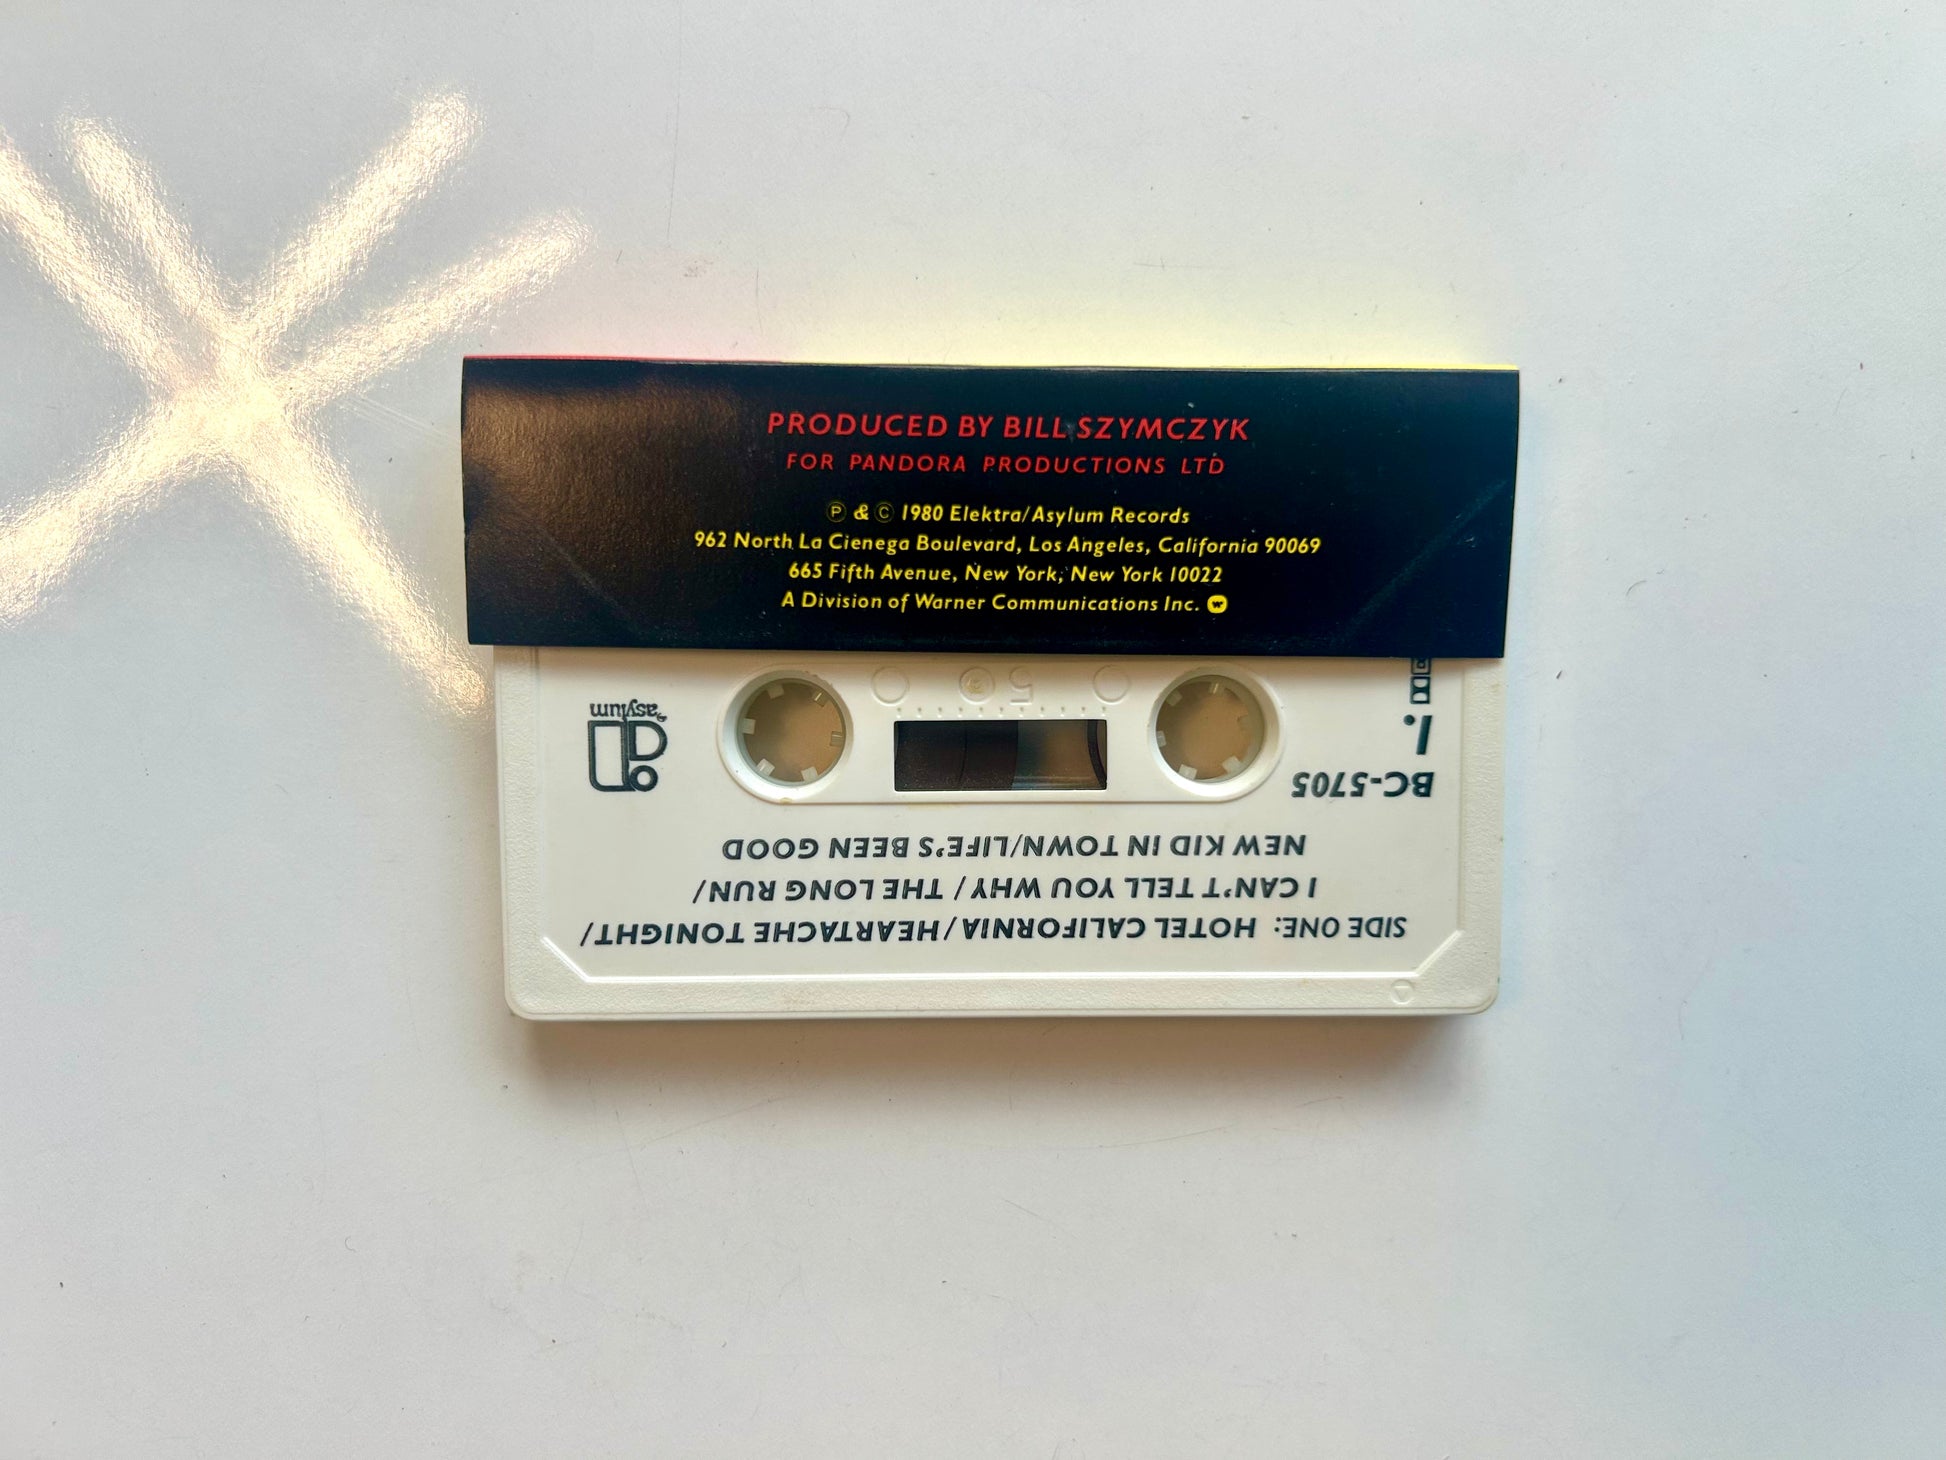 PRODUCED BY BILL SZYMCZYK
FOR PANDORA PRODUCTIONS LTD
Ⓟ & © 1980 Elektra/Asylum Records
962 North La Cienega Boulevard, Los Angeles, California 90069
665 Fifth Avenue, New York, New York 10022
A Division of Warner Communications Inc.
SIDE ONE: HOTEL CALIFORNIA/HEARTACHE TONIGHT/
I CAN'T TELL YOU WHY/THE LONG RUN/
NEW KID IN TOWN/LIFE'S BEEN GOOD
BC-5705
1.
asylum
5